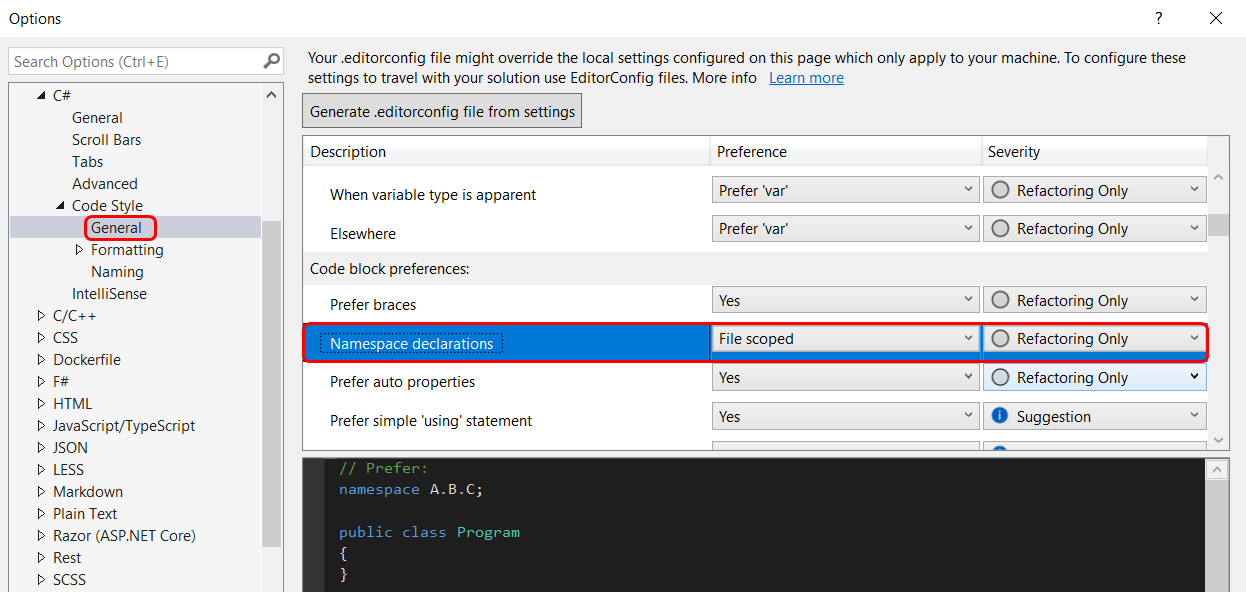 Options
?
Search Options (Ctrl+E)
C#
General
Scroll Bars
Tabs
Advanced
Code Style
General
Formatting
Naming
IntelliSense
C/C++
CSS
Dockerfile
F#
HTML
JavaScript/TypeScript
JSON
LESS
Markdown
Plain Text
Razor (ASP.NET Core)
Rest
SCSS
Your .editorconfig file might override the local settings configured on this page which only apply to your machine. To configure these
settings to travel with your solution use EditorConfig files. More info Learn more
Generate .editorconfig file from settings
Description Preference Severity
When variable type is apparent Prefer 'var' Refactoring Only
Elsewhere Prefer 'var' Refactoring Only
Code block preferences:
Prefer braces Yes Refactoring Only
Namespace declarations File scoped Refactoring Only
Prefer auto properties Yes Refactoring Only
Prefer simple 'using' statement Yes Suggestion
// Prefer:
namespace A.B.C;
public class Program
{
}